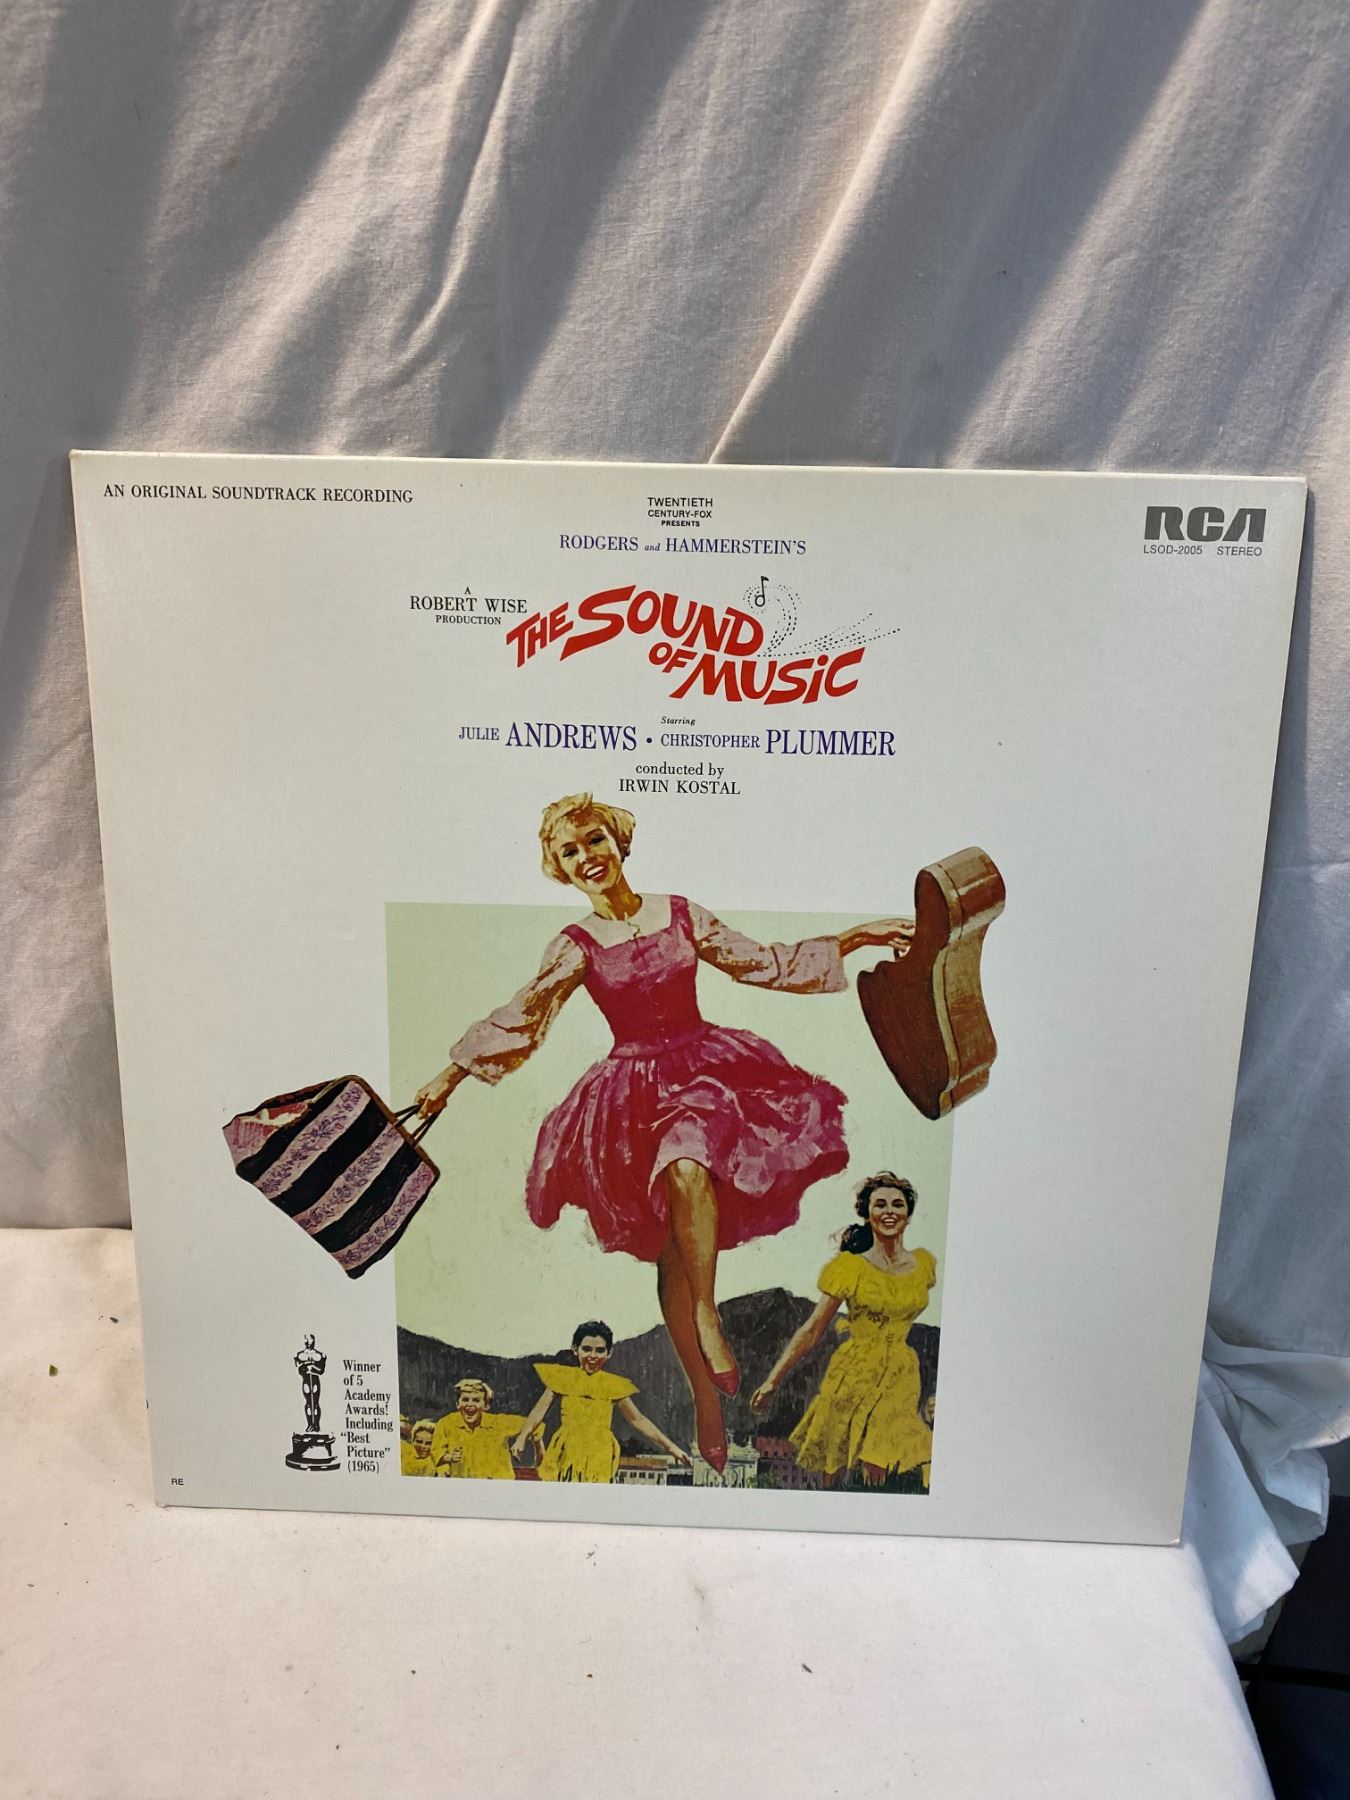 AN ORIGINAL SOUNDTRACK RECORDING
TWENTIETH
CENTURY-FOX
PRESENTS
RODGERS and HAMMERSTEIN'S
RCA
LSOD-2005 STEREO
A
ROBERT WISE
PRODUCTION
THE SOUND
OF MUSIC
Starring
JULIE ANDREWS • CHRISTOPHER PLUMMER
conducted by
IRWIN KOSTAL
Winner
of 5
Academy
Awards!
Including
"Best
Picture"
(1965)
RE